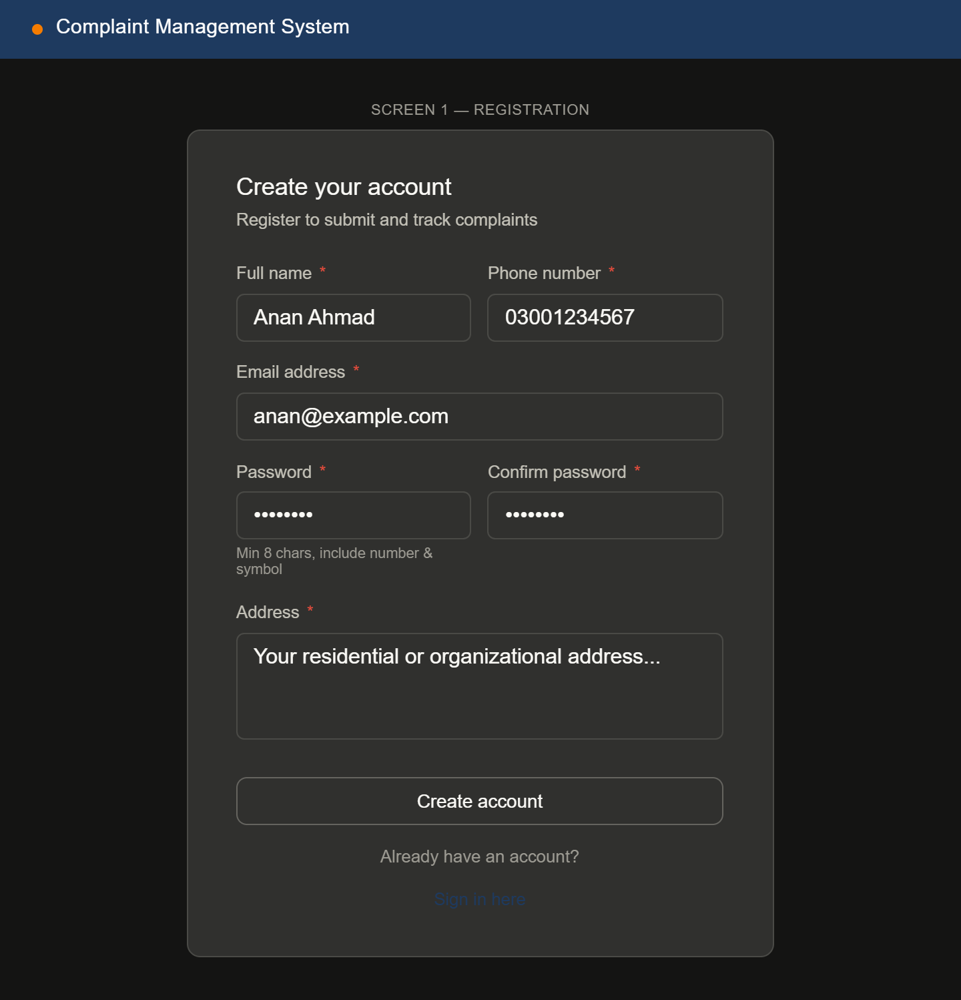 Complaint Management System
SCREEN 1 — REGISTRATION
Create your account
Register to submit and track complaints
Full name *
Phone number *
Anan Ahmad
03001234567
Email address *
anan@example.com
Password *
Confirm password *
••••••••
••••••••
Min 8 chars, include number &
symbol
Address *
Your residential or organizational address...
Create account
Already have an account?
Sign in here